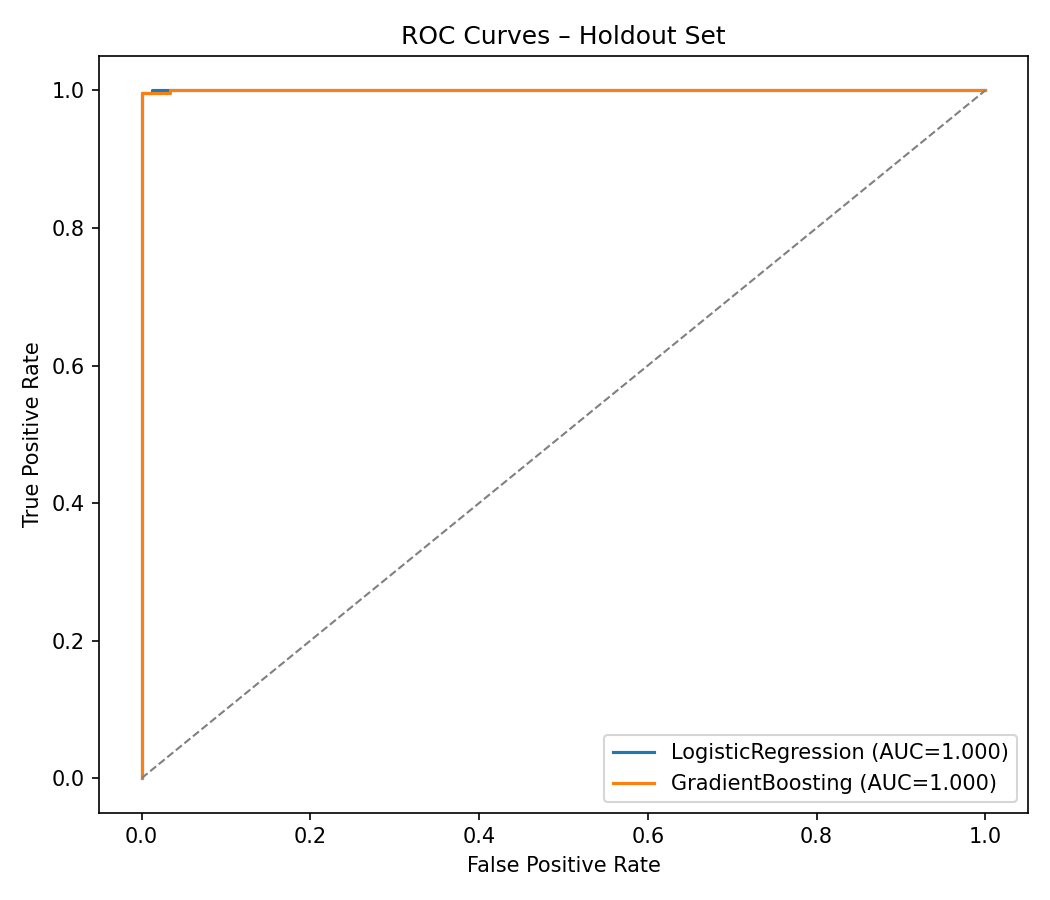 ROC Curves – Holdout Set
1.0
0.8
0.6
0.4
0.2
0.0
True Positive Rate
0.0 0.2 0.4 0.6 0.8 1.0
False Positive Rate
LogisticRegression (AUC=1.000)
GradientBoosting (AUC=1.000)